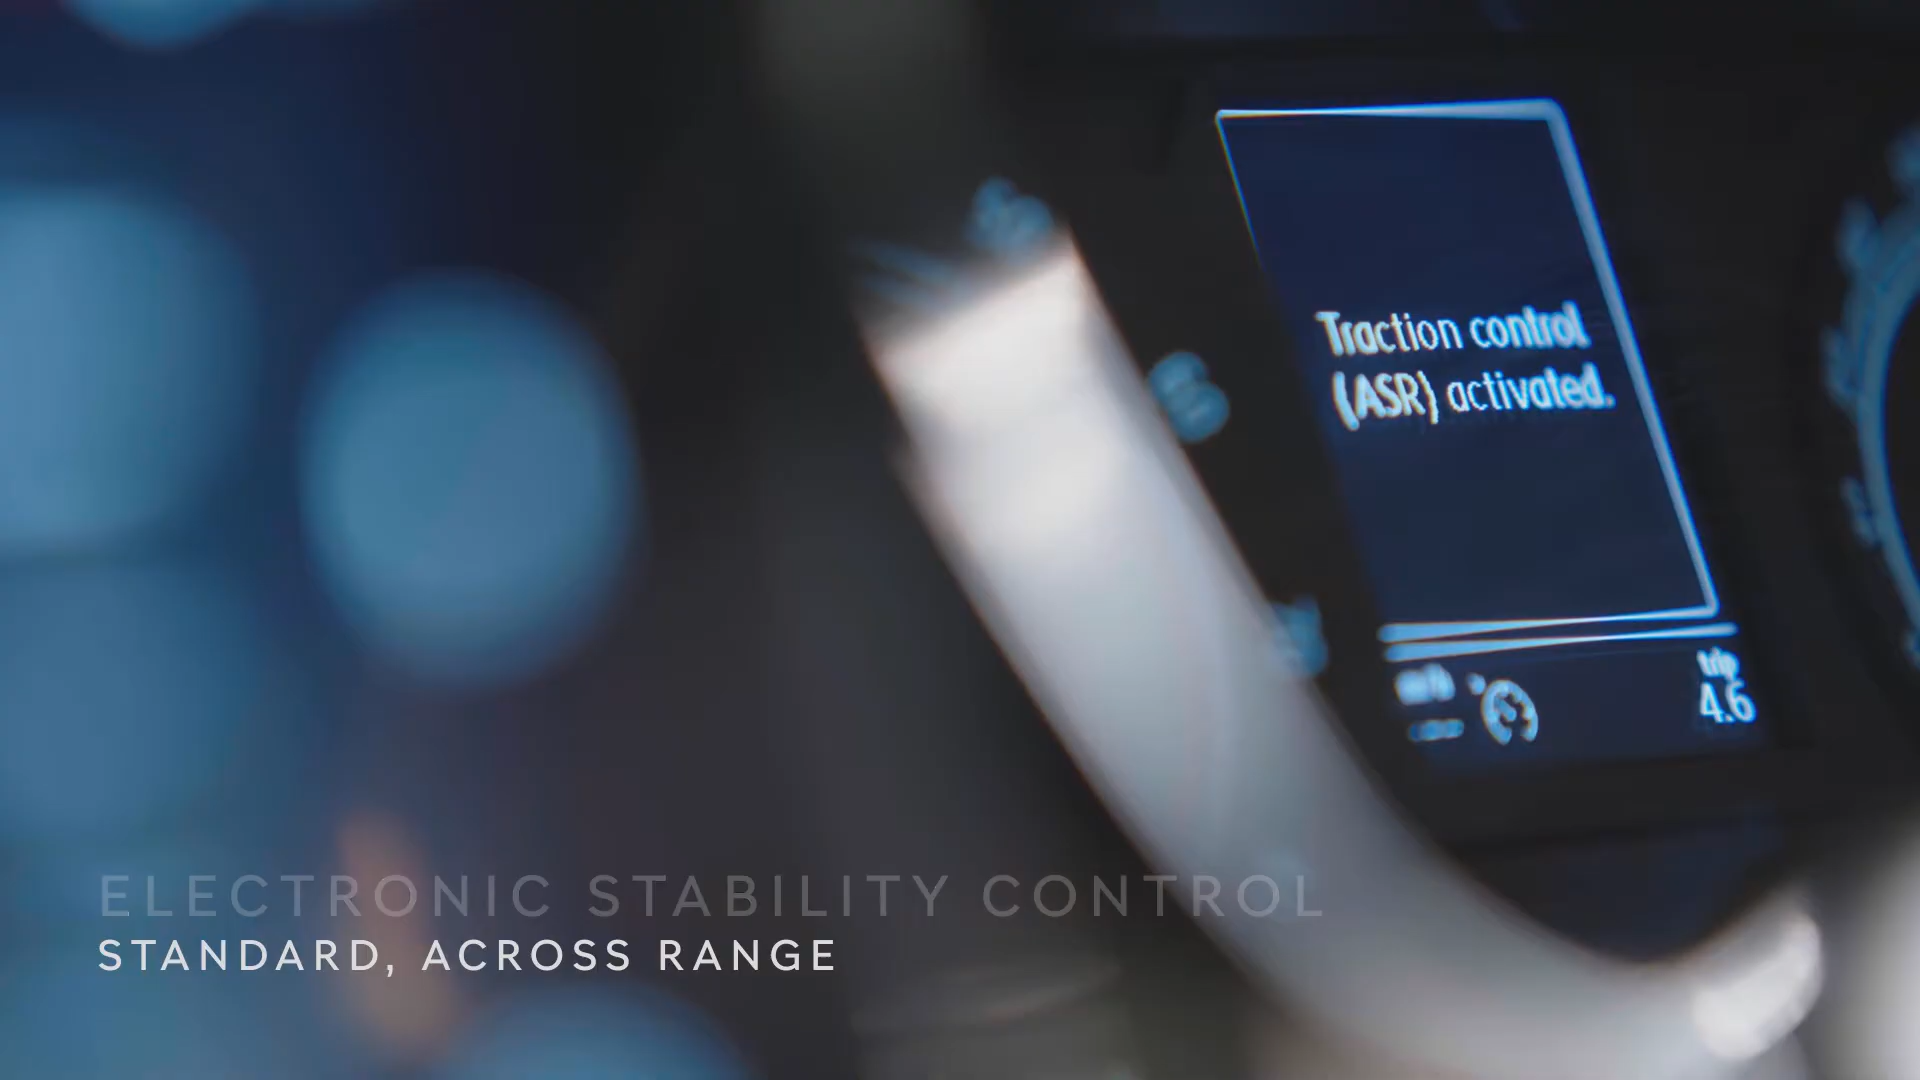 Traction control
(ASR) activated.
trip
4.6
ELECTRONIC STABILITY CONTROL
STANDARD, ACROSS RANGE